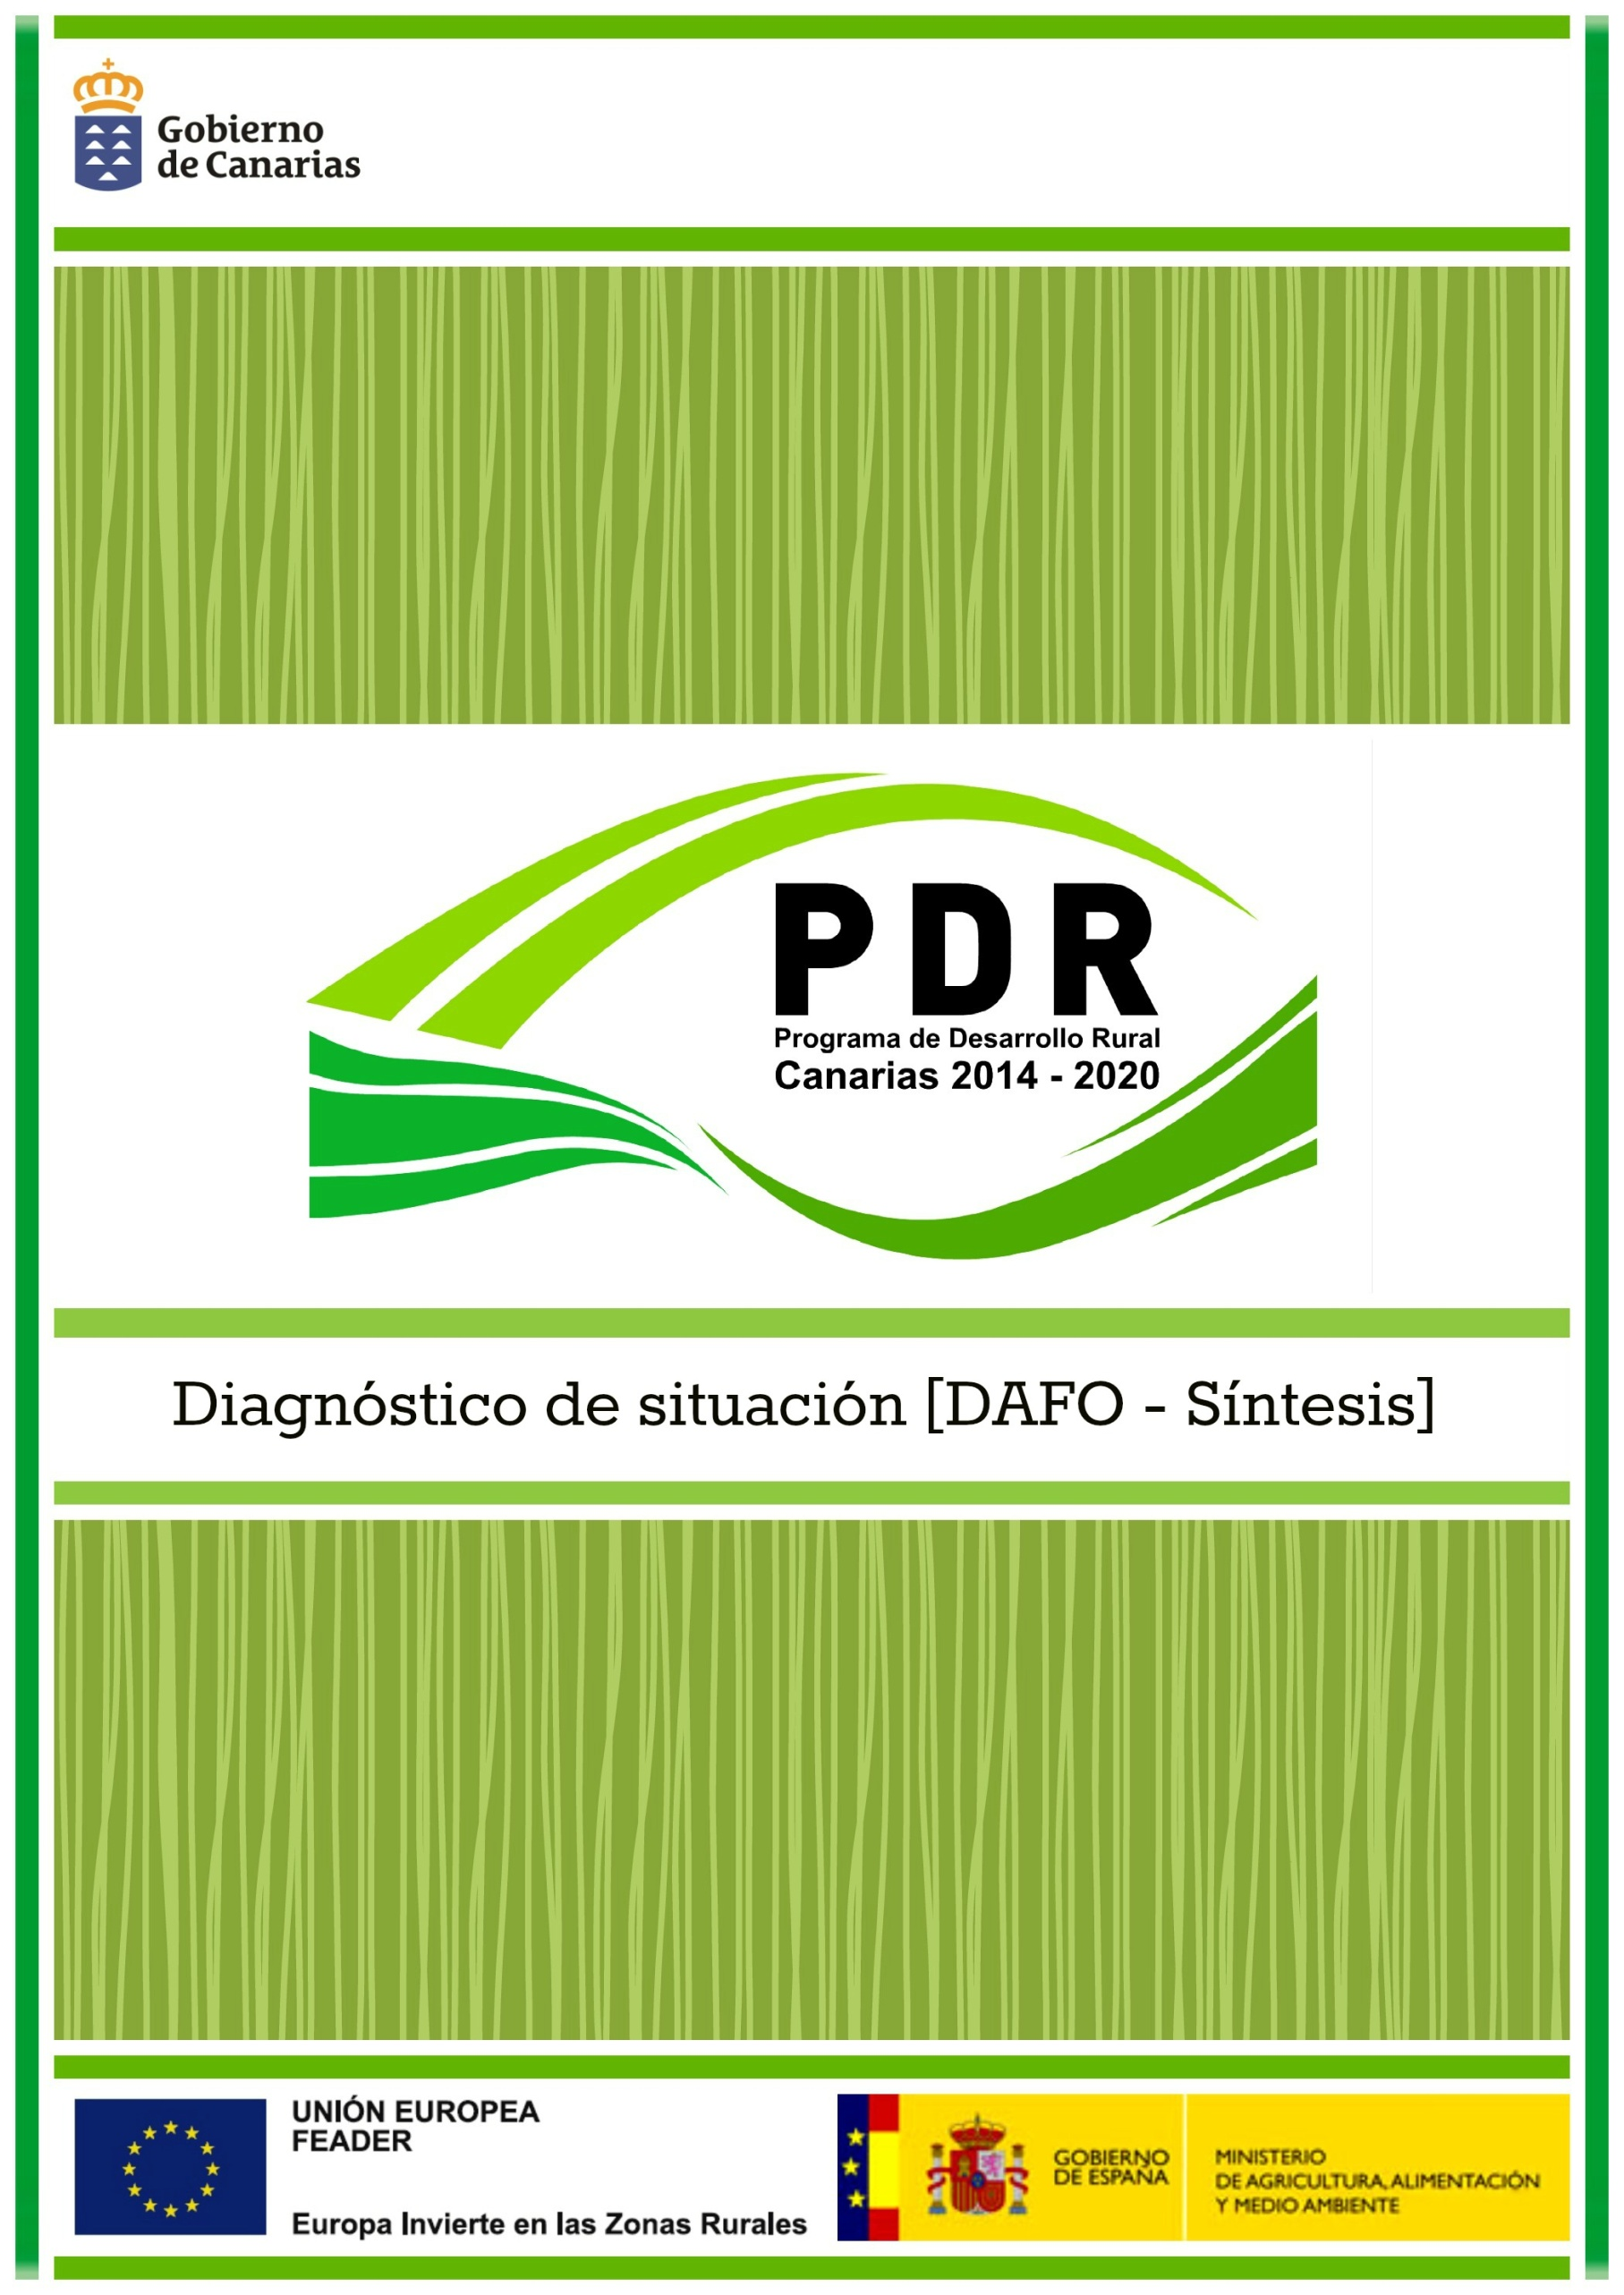 Gobierno
de Canarias
PDR
Programa de Desarrollo Rural
Canarias 2014 - 2020
Diagnóstico de situación [DAFO - Síntesis]
UNIÓN EUROPEA
FEADER
Europa Invierte en las Zonas Rurales
GOBIERNO
DE ESPAÑA
MINISTERIO
DE AGRICULTURA, ALIMENTACIÓN
Y MEDIO AMBIENTE